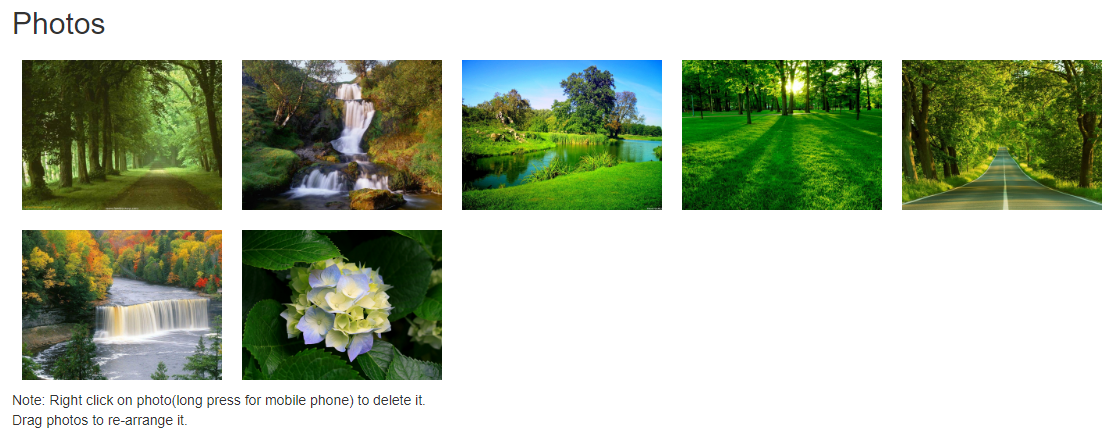 Photos
Note: Right click on photo(long press for mobile phone) to delete it.
Drag photos to re-arrange it.